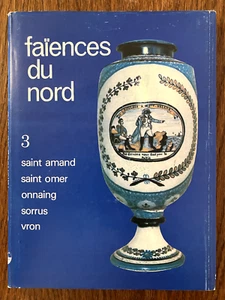 faïences
du
nord
3
saint amand
saint omer
onnaing
sorrus
vron